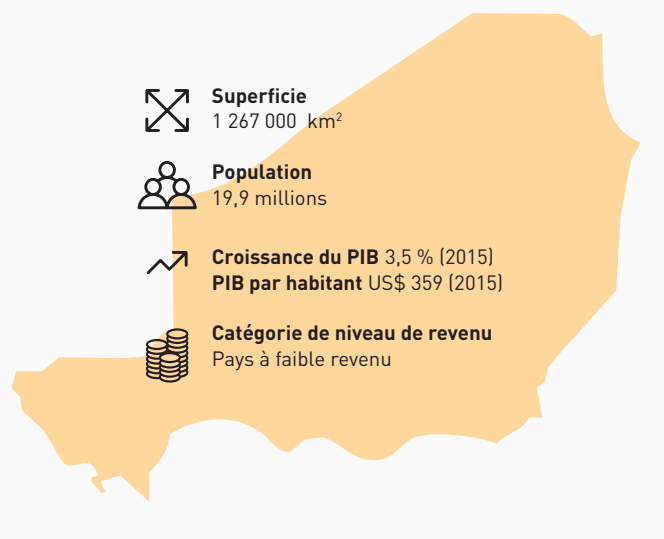 Superficie
1 267 000 km²
Population
19,9 millions
Croissance du PIB 3,5 % (2015)
PIB par habitant US$ 359 (2015)
Catégorie de niveau de revenu
Pays à faible revenu